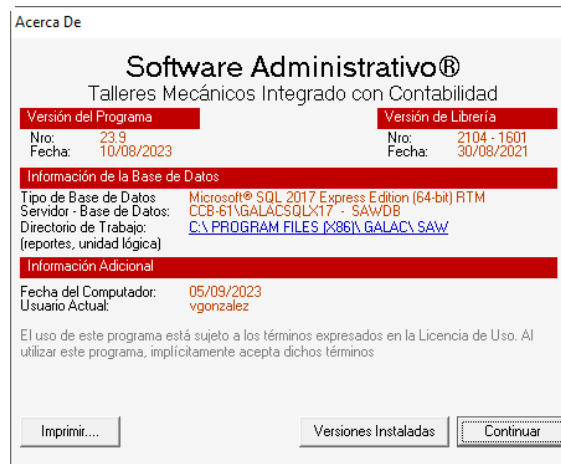 Acerca De
Software Administrativo®
Talleres Mecánicos Integrado con Contabilidad
Versión del Programa
Versión de Librería
Nro: 23.9
Nro: 2104 - 1601
Fecha: 10/08/2023
Fecha: 30/08/2021
Información de la Base de Datos
Tipo de Base de Datos Microsoft® SQL 2017 Express Edition (64-bit) RTM
Servidor - Base de Datos: CCB-61\GALACSQLX17 - SAWDB
Directorio de Trabajo: C:\ PROGRAM FILES (X86)\ GALAC\ SAW
(reportes, unidad lógica)
Información Adicional
Fecha del Computador: 05/09/2023
Usuario Actual: vgonzalez
El uso de este programa está sujeto a los términos expresados en la Licencia de Uso. Al
utilizar este programa, implícitamente acepta dichos términos
Imprimir.... Versiones Instaladas Continuar